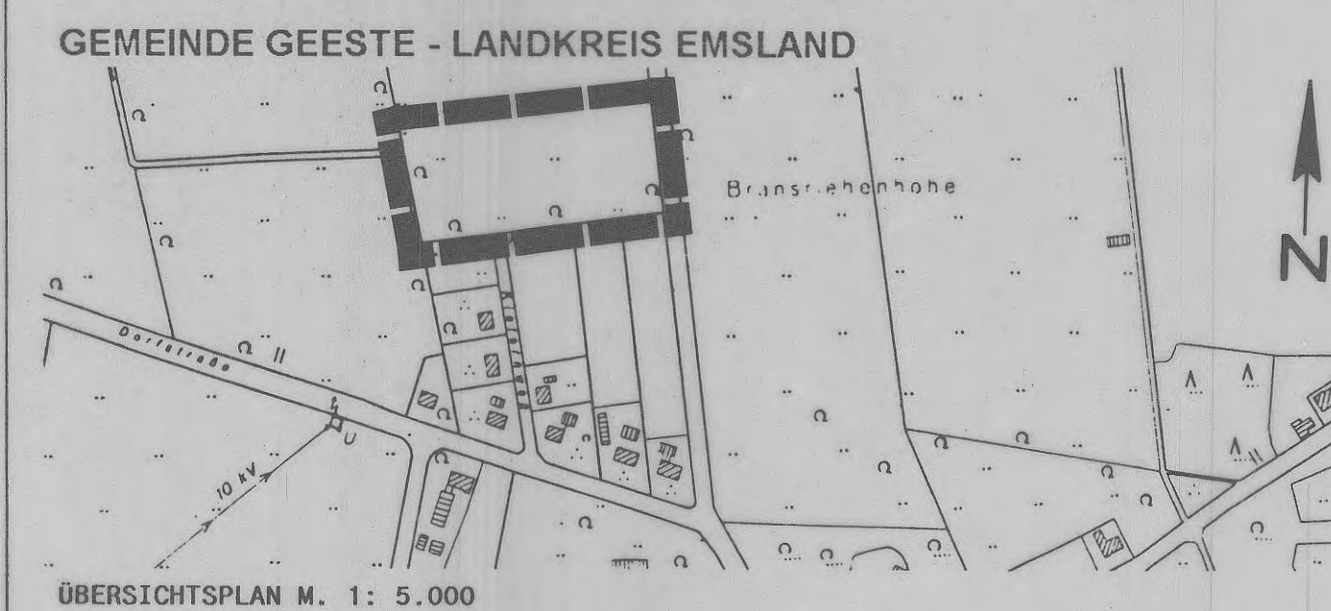 GEMEINDE GEESTE - LANDKREIS EMSLAND
N
Dorfstraße
10 kV
U
ÜBERSICHTSPLAN M. 1: 5.000